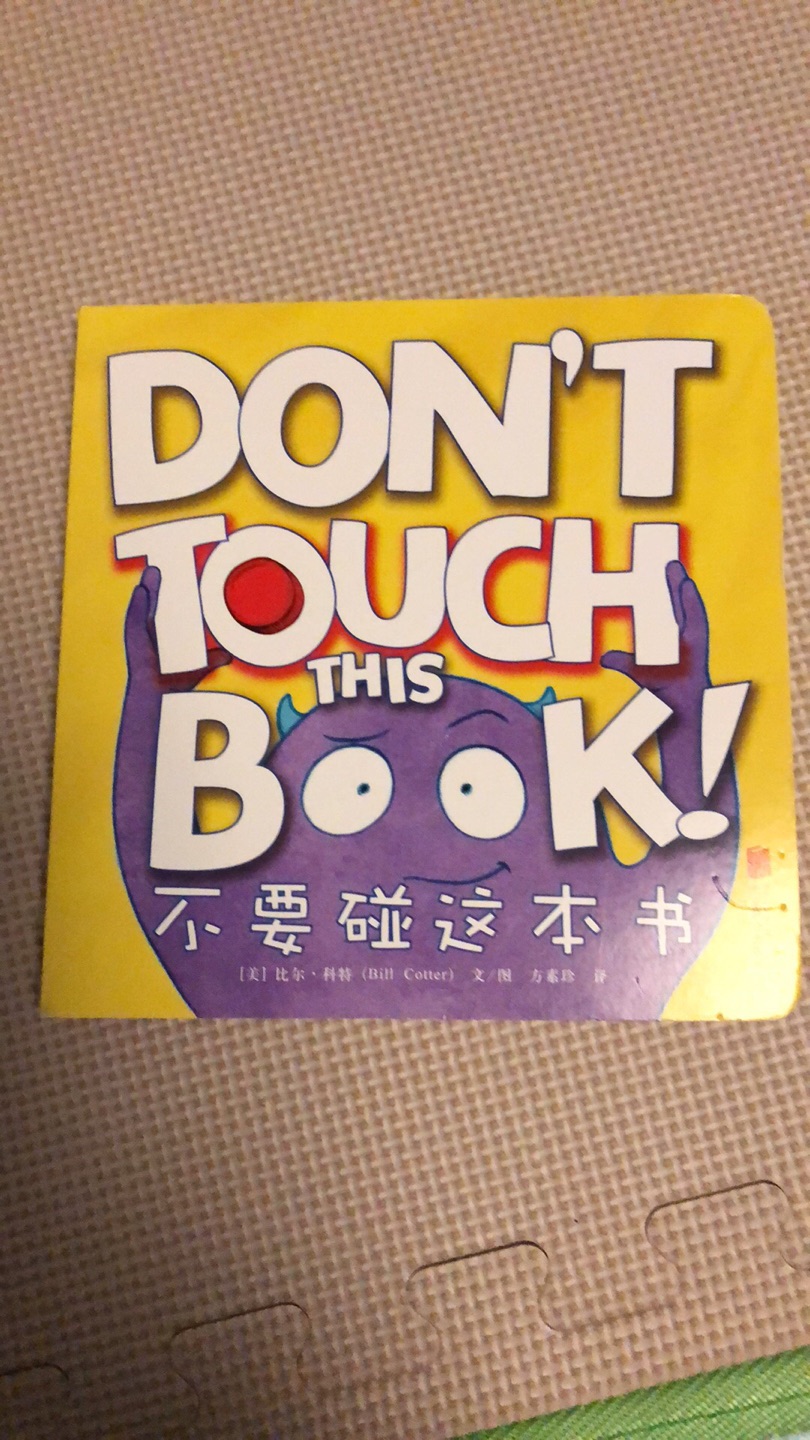 DON'T
TOUCH
THIS
BOOK!
不要碰这本书
[美] 比尔·科特 (Bill Cotter) 文/图 方素珍 译